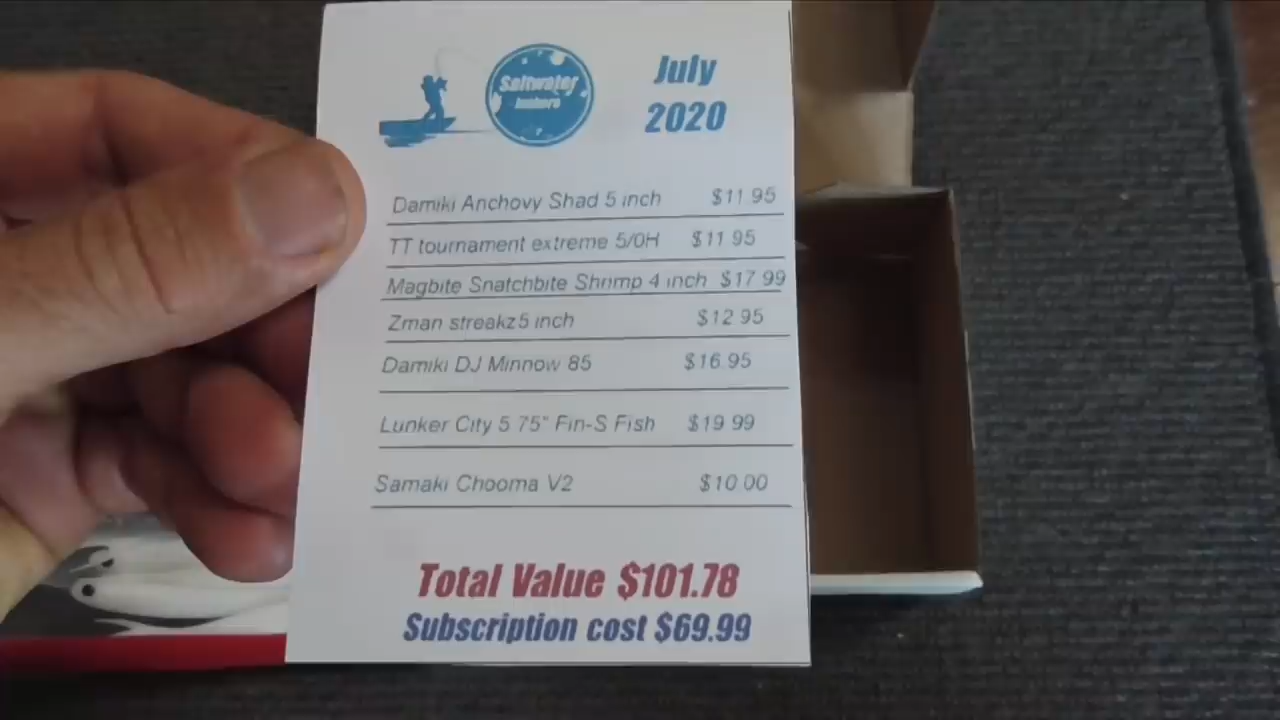 Saltwater
July
2020
Damiki Anchovy Shad 5 inch $11.95
TT tournament extreme 5/0H $11.95
Magbite Snatchbite Shrimp 4 inch $17.99
Zman streakz5 inch $12.95
Damiki DJ Minnow 85 $16.95
Lunker City 5.75" Fin-S Fish $19.99
Samaki Chooma V2 $10.00
Total Value $101.78
Subscription cost $69.99